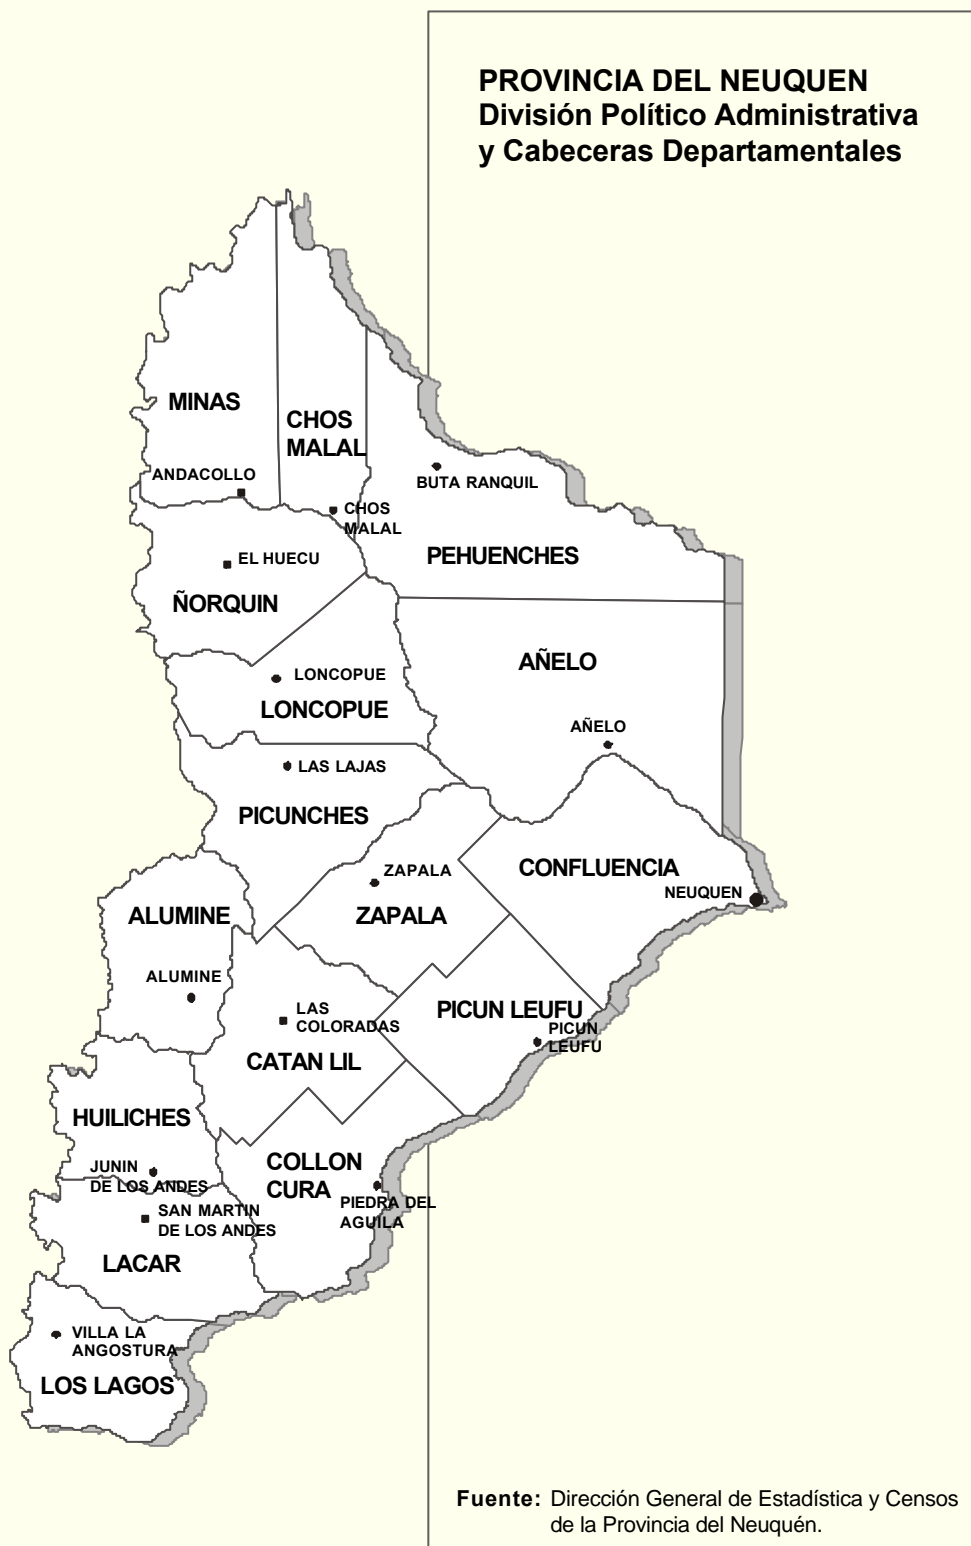 PROVINCIA DEL NEUQUEN
División Político Administrativa
y Cabeceras Departamentales
MINAS
CHOS
MALAL
ANDACOLLO
BUTA RANQUIL
CHOS
MALAL
PEHUENCHES
EL HUECU
ÑORQUIN
AÑELO
LONCOPUE
LONCOPUE
AÑELO
LAS LAJAS
PICUNCHES
CONFLUENCIA
ZAPALA
NEUQUEN
ALUMINE
ZAPALA
ALUMINE
LAS
COLORADAS
PICUN LEUFU
PICUN
LEUFU
CATAN LIL
HUILICHES
COLLON
CURA
JUNIN
DE LOS ANDES
PIEDRA DEL
AGUILA
SAN MARTIN
DE LOS ANDES
LACAR
VILLA LA
ANGOSTURA
LOS LAGOS
Fuente: Dirección General de Estadística y Censos
de la Provincia del Neuquén.